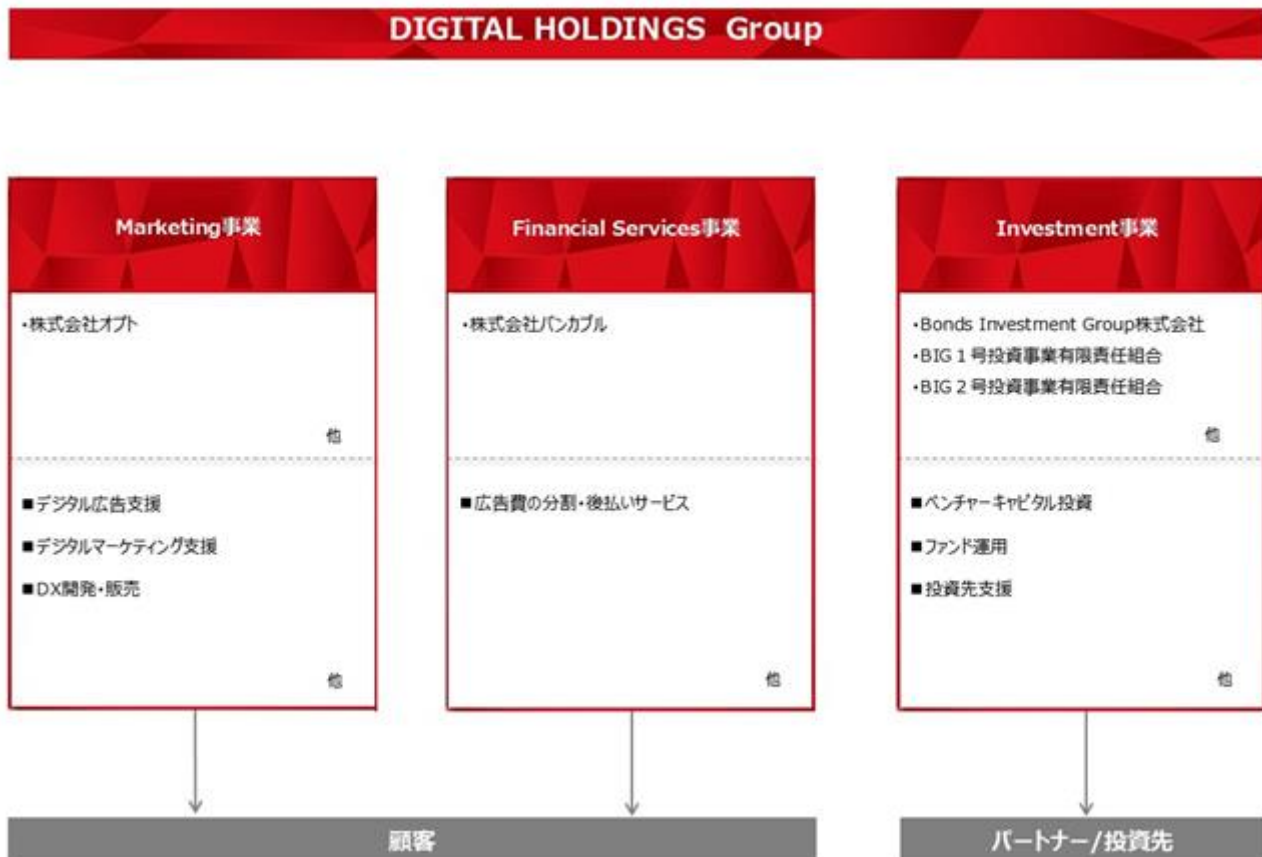 DIGITAL HOLDINGS Group
Marketing事業
・株式会社オプト
他
■デジタル広告支援
■デジタルマーケティング支援
■DX開発・販売
他
Financial Services事業
・株式会社バンカブル
■広告費の分割・後払いサービス
他
Investment事業
・Bonds Investment Group株式会社
・BIG１号投資事業有限責任組合
・BIG２号投資事業有限責任組合
他
■ベンチャーキャピタル投資
■ファンド運用
■投資先支援
他
顧客
パートナー/投資先